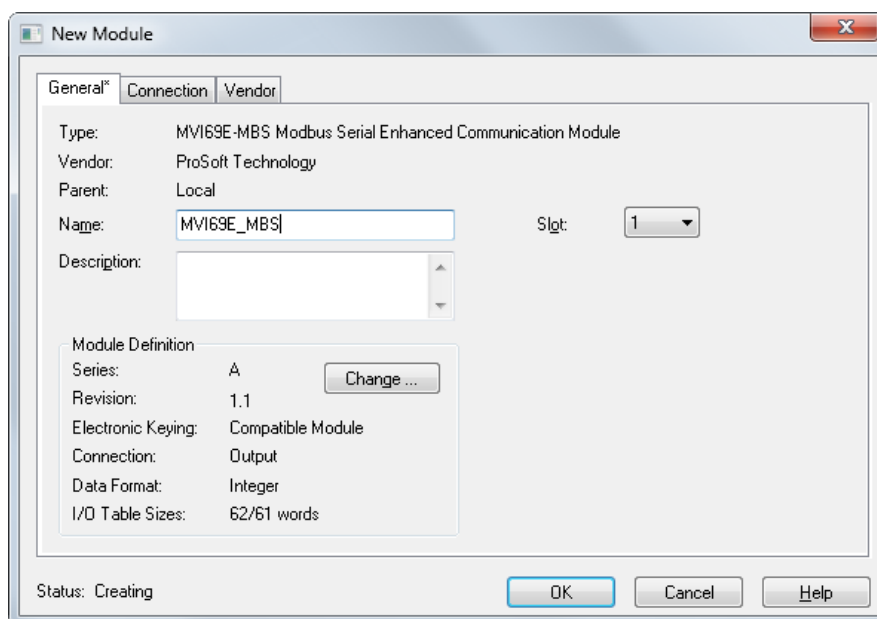 New Module
General* Connection Vendor
Type: MVI69E-MBS Modbus Serial Enhanced Communication Module
Vendor: ProSoft Technology
Parent: Local
Name: MVI69E_MBS Slot: 1
Description:
Module Definition
Series: A Change ...
Revision: 1.1
Electronic Keying: Compatible Module
Connection: Output
Data Format: Integer
I/O Table Sizes: 62/61 words
Status: Creating OK Cancel Help